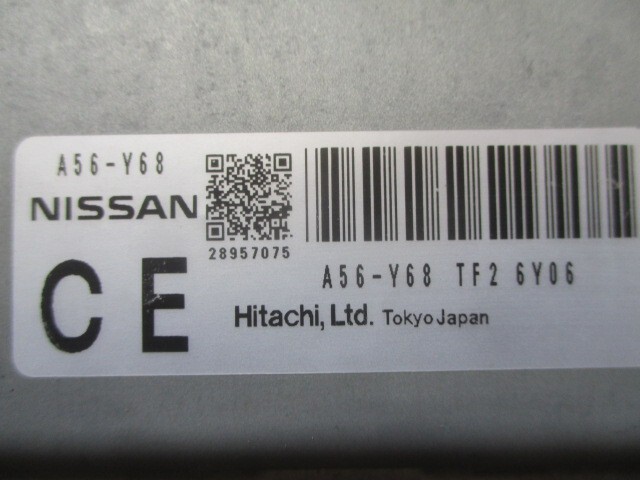 A56-Y68
NISSAN
28957075
CE
A56-Y68 TF2 6Y06
Hitachi, Ltd. Tokyo Japan